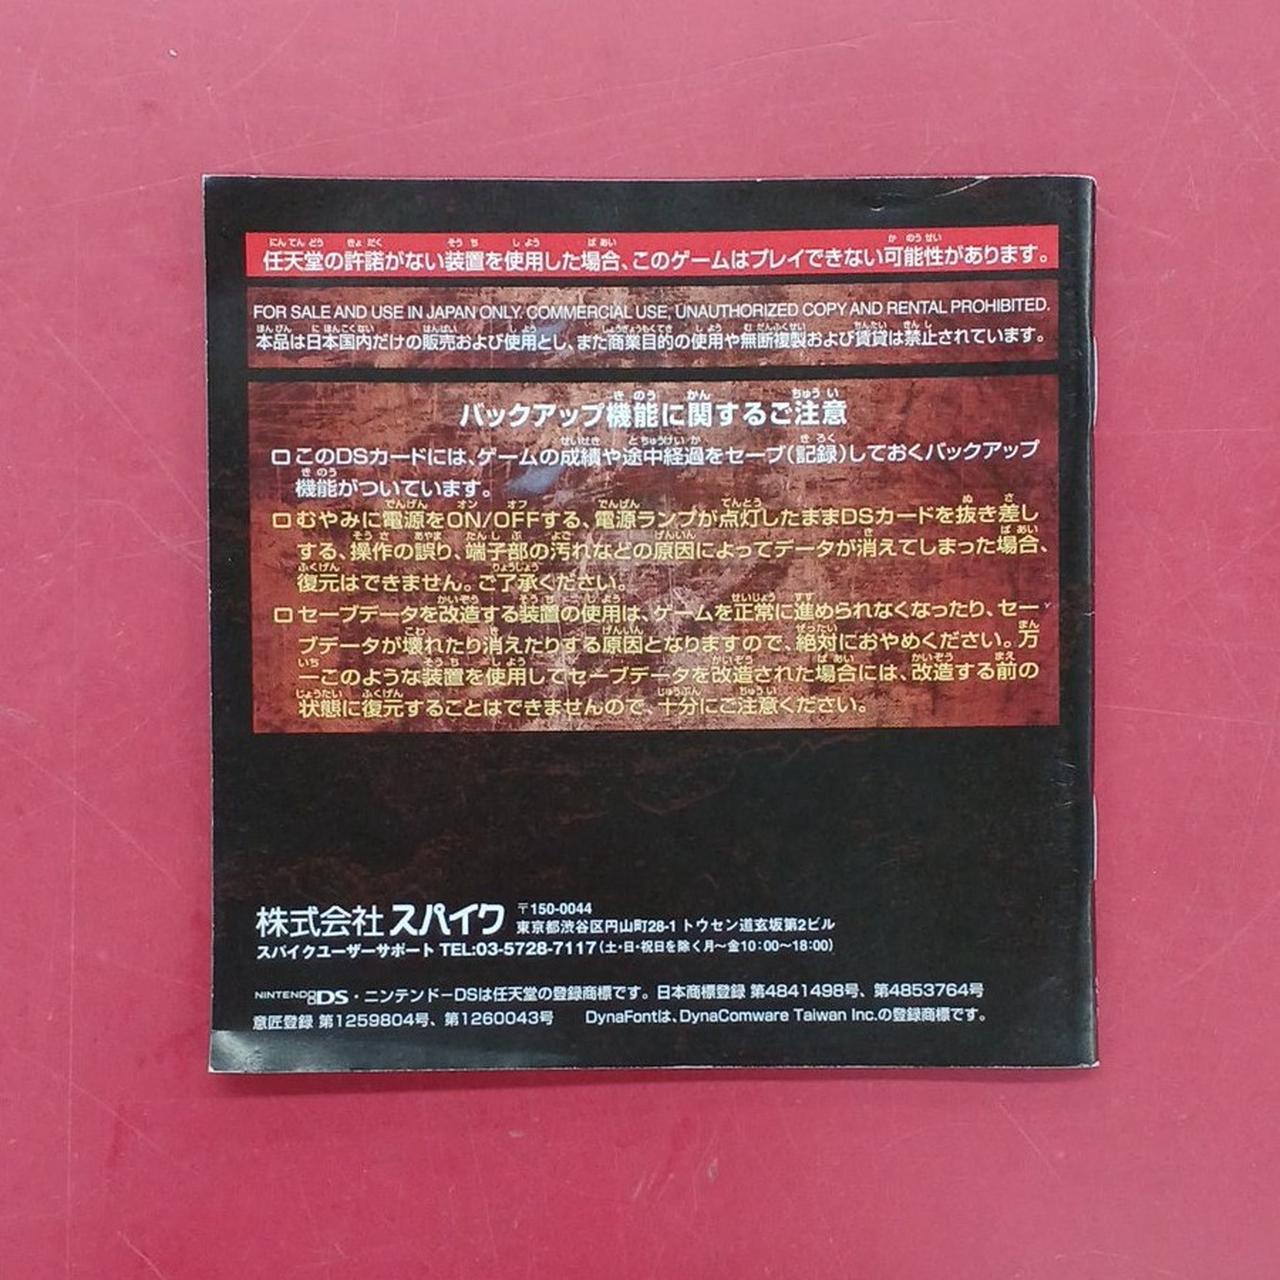 任天堂の許諾がない装置を使用した場合、このゲームはプレイできない可能性があります。
FOR SALE AND USE IN JAPAN ONLY. COMMERCIAL USE, UNAUTHORIZED COPY AND RENTAL PROHIBITED.
本品は日本国内だけの販売および使用とし、また商業目的の使用や無断複製および賃貸は禁止されています。
バックアップ機能に関するご注意
□このDSカードには、ゲームの成績や途中経過をセーブ(記録)しておくバックアップ
機能がついています。
□むやみに電源をON/OFFする、電源ランプが点灯したままDSカードを抜き差し
する、操作の誤り、端子部の汚れなどの原因によってデータが消えてしまった場合、
復元はできません。ご了承ください。
□セーブデータを改造する装置の使用は、ゲームを正常に進められなくなったり、セー
ブデータが壊れたり消えたりする原因となりますので、絶対におやめください。万
一このような装置を使用してセーブデータを改造された場合には、改造する前の
状態に復元することはできませんので、十分にご注意ください。
株式会社スパイク 〒150-0044
東京都渋谷区円山町28-1 トウセン道玄坂第2ビル
スパイクユーザーサポート TEL:03-5728-7117(土・日・祝日を除く月〜金10:00〜18:00)
NINTENDO DS・ニンテンドーDSは任天堂の登録商標です。日本商標登録 第4841498号、第4853764号
意匠登録 第1259804号、第1260043号 DynaFontは、DynaComware Taiwan Inc.の登録商標です。